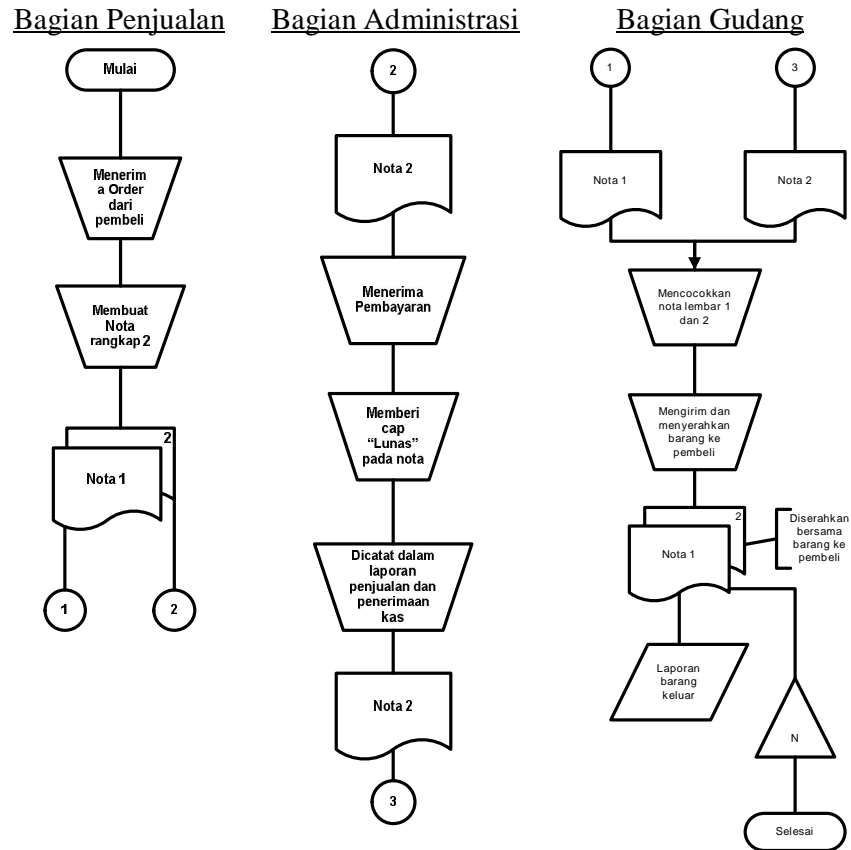 Bagian Penjualan
Mulai
Menerim
a Order
dari
pembeli
Membuat
Nota
rangkap 2
2
Nota 1
1
2
Bagian Administrasi
2
Nota 2
Menerima
Pembayaran
Memberi
cap
“Lunas”
pada nota
Dicatat dalam
laporan
penjualan dan
penerimaan
kas
Nota 2
3
Bagian Gudang
1
3
Nota 1
Nota 2
Mencocokkan
nota lembar 1
dan 2
Mengirim dan
menyerahkan
barang ke
pembeli
2
Nota 1
Diserahkan
bersama
barang ke
pembeli
Laporan
barang
keluar
N
Selesai